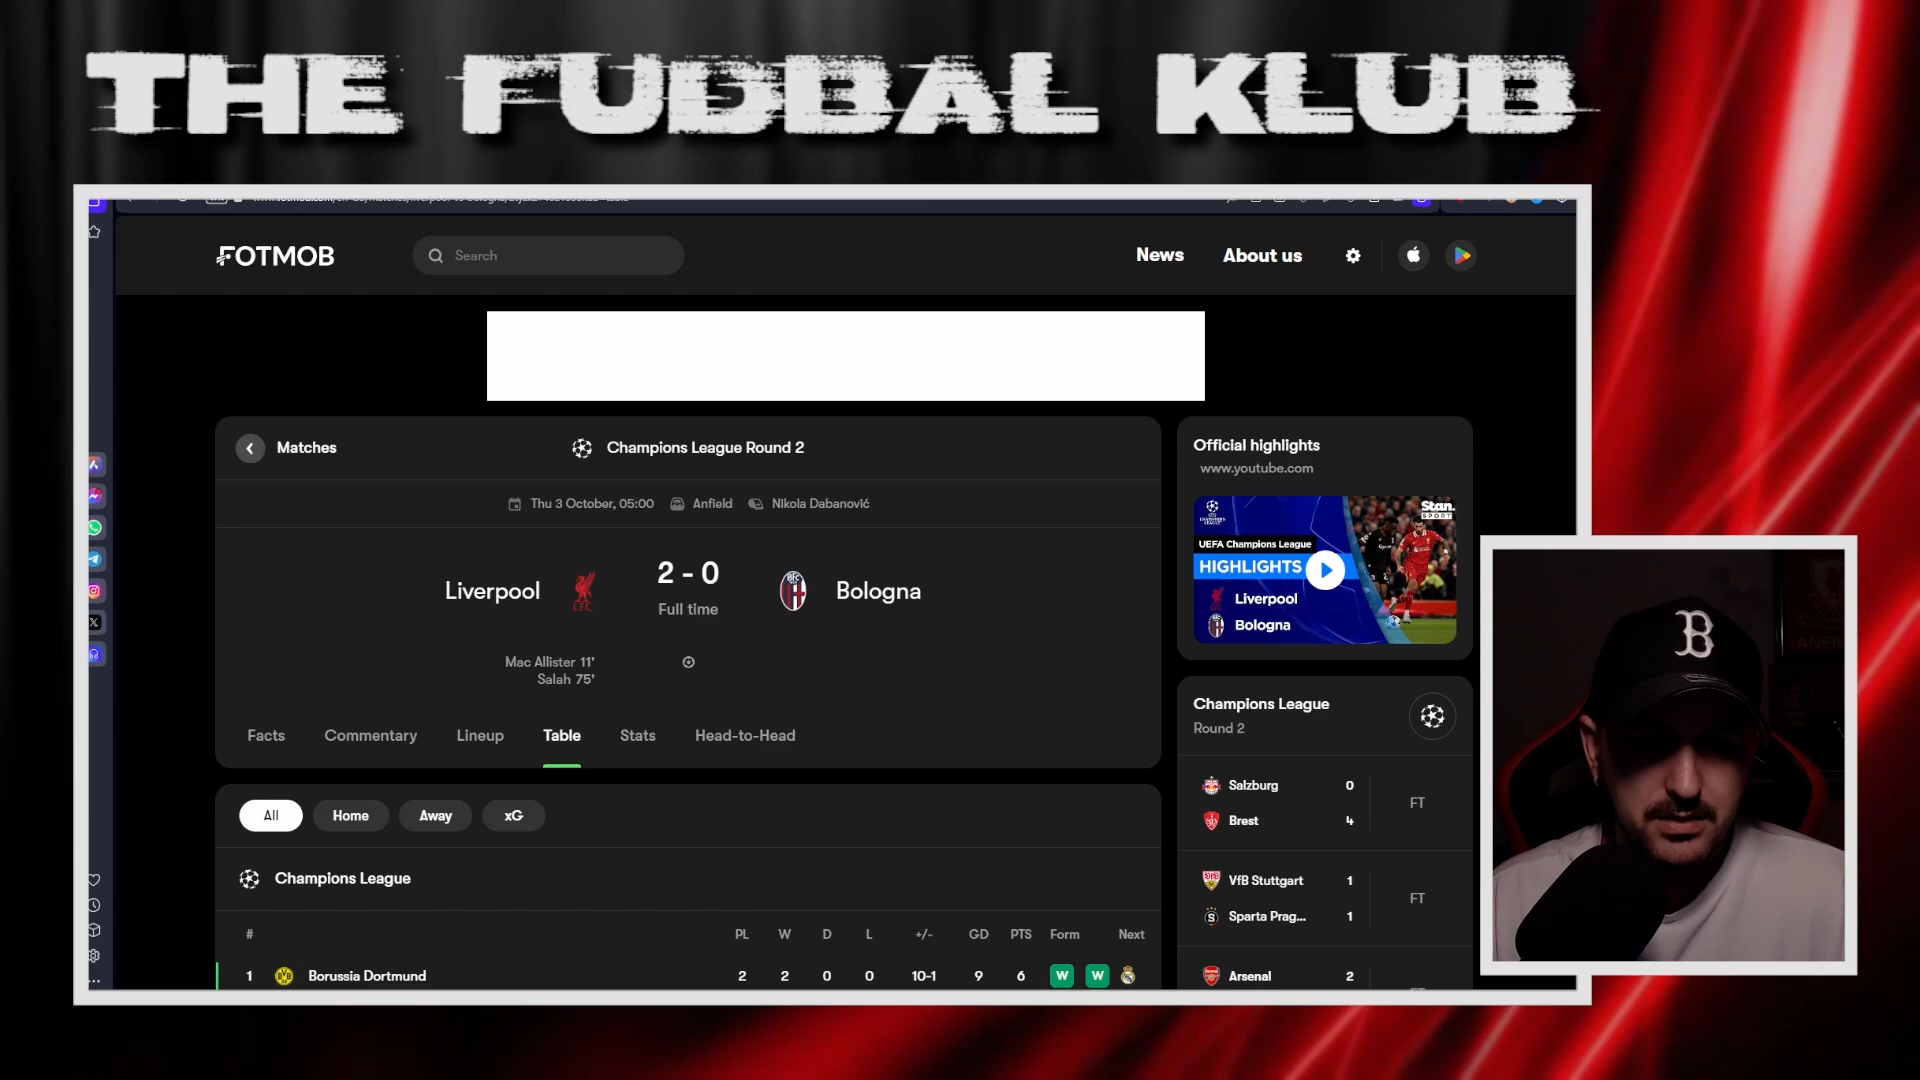 THE FUDBAL KLUB
FOTMOB
Search
News
About us
Matches
Champions League Round 2
Thu 3 October, 05:00
Anfield
Nikola Dabanović
Liverpool
2 - 0
Full time
Bologna
Mac Allister 11'
Salah 75'
Facts
Commentary
Lineup
Table
Stats
Head-to-Head
All
Home
Away
xG
Champions League
# PL W D L +/- GD PTS Form Next
1 Borussia Dortmund 2 2 0 0 10-1 9 6 W W
Official highlights
www.youtube.com
Stan.
SPORT
UEFA Champions League
HIGHLIGHTS
Liverpool
Bologna
Champions League
Round 2
Salzburg 0
FT
Brest 4
VfB Stuttgart 1
FT
Sparta Prag... 1
Arsenal 2
B
ANFI